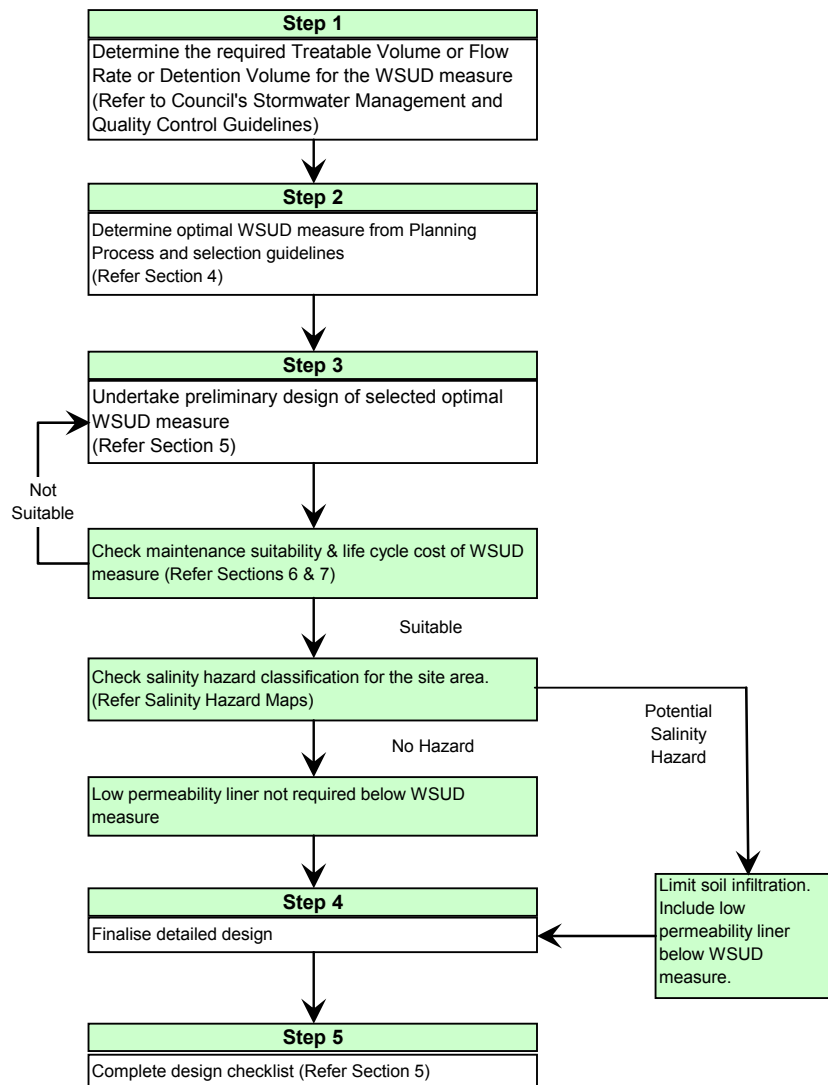 Step 1
Determine the required Treatable Volume or Flow
Rate or Detention Volume for the WSUD measure
(Refer to Council's Stormwater Management and
Quality Control Guidelines)
Step 2
Determine optimal WSUD measure from Planning
Process and selection guidelines
(Refer Section 4)
Step 3
Undertake preliminary design of selected optimal
WSUD measure
(Refer Section 5)
Not
Suitable
Check maintenance suitability & life cycle cost of WSUD
measure (Refer Sections 6 & 7)
Suitable
Check salinity hazard classification for the site area.
(Refer Salinity Hazard Maps)
No Hazard
Potential
Salinity
Hazard
Low permeability liner not required below WSUD
measure
Limit soil infiltration.
Include low
permeability liner
below WSUD
measure.
Step 4
Finalise detailed design
Step 5
Complete design checklist (Refer Section 5)